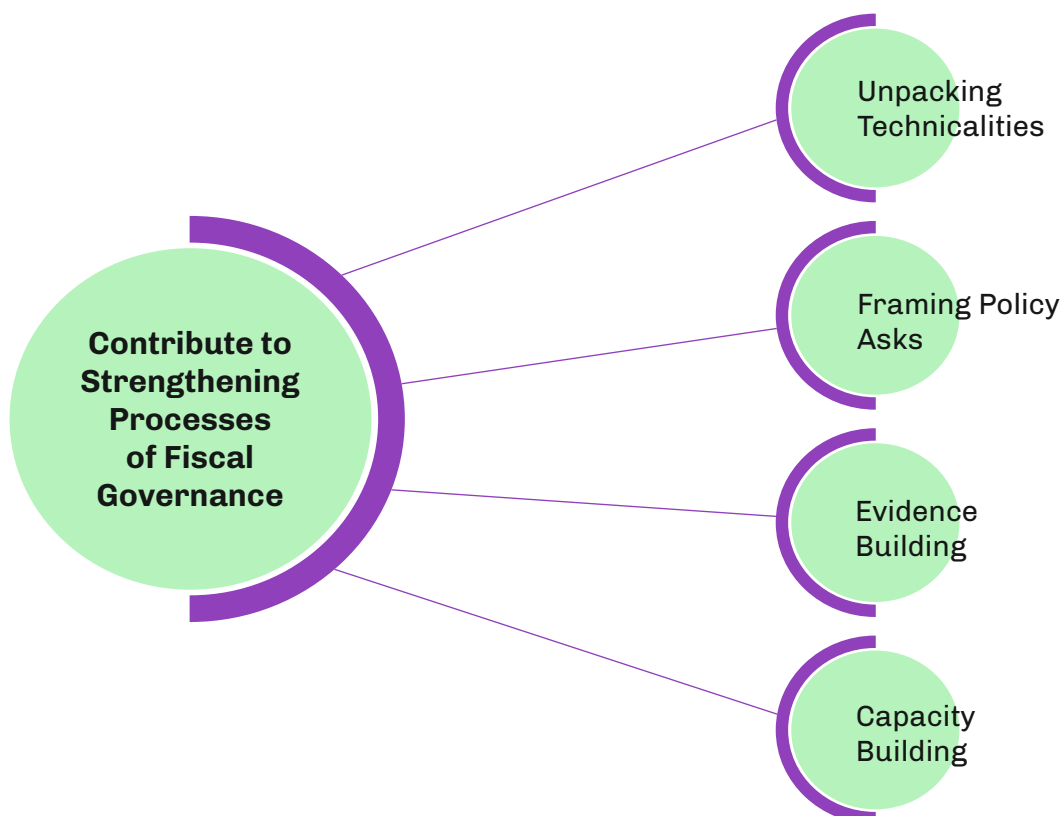 Contribute to
Strengthening
Processes
of Fiscal
Governance
Unpacking
Technicalities
Framing Policy
Asks
Evidence
Building
Capacity
Building